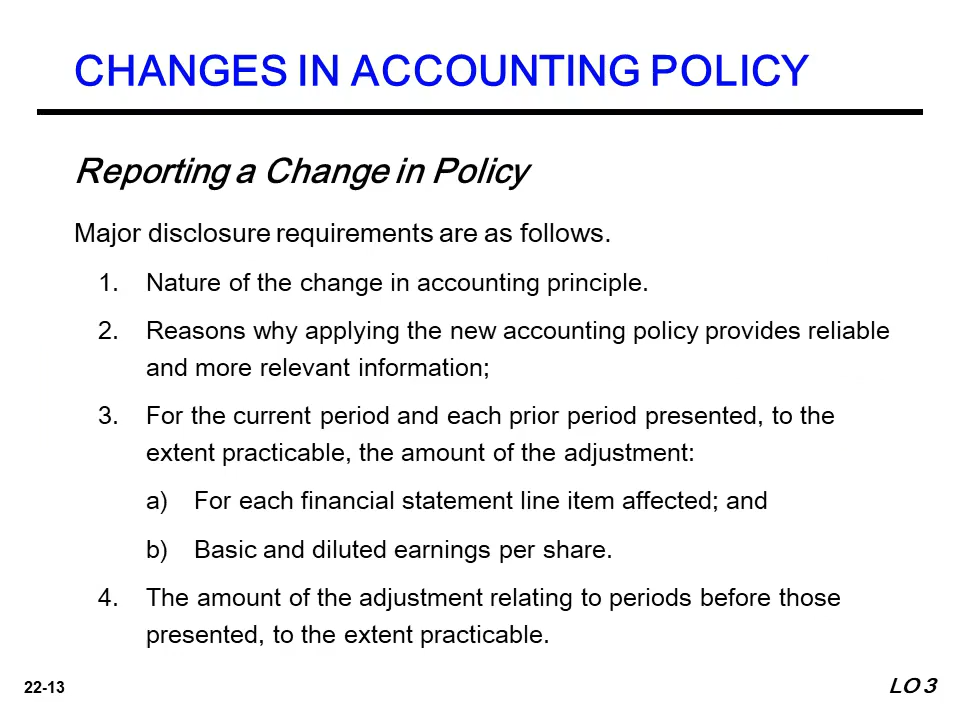 CHANGES IN ACCOUNTING POLICY
Reporting a Change in Policy
Major disclosure requirements are as follows.
1. Nature of the change in accounting principle.
2. Reasons why applying the new accounting policy provides reliable
and more relevant information;
3. For the current period and each prior period presented, to the
extent practicable, the amount of the adjustment:
a) For each financial statement line item affected; and
b) Basic and diluted earnings per share.
4. The amount of the adjustment relating to periods before those
presented, to the extent practicable.
22-13
LO 3